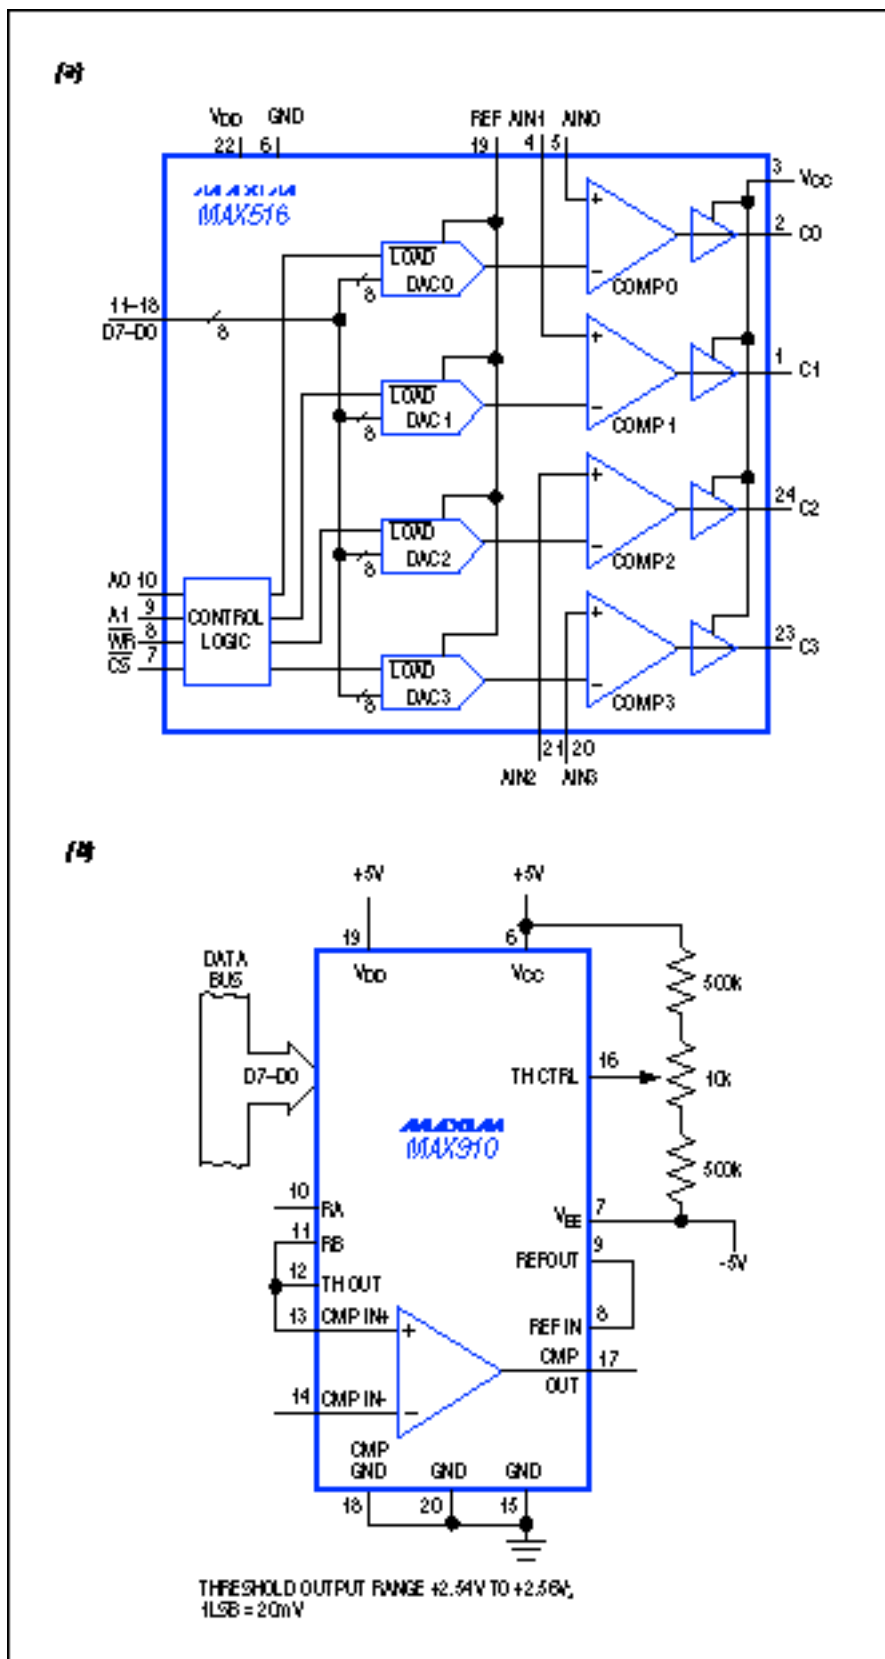 (a)
VDD GND REF AIN1 AIN0
22 6 19 4 5
3 VCC
MAXIM
MAX516
2 C0
LOAD
DAC0
8
+
−
COMP0
11–18
D7–D0
8
1 C1
LOAD
DAC1
8
+
−
COMP1
24 C2
LOAD
DAC2
8
+
−
COMP2
A0 10
A1 9
WR 8
CS 7
CONTROL
LOGIC
23 C3
LOAD
DAC3
8
+
−
COMP3
21 20
AIN2 AIN3
(b)
+5V +5V
19 6
VDD VCC
DATA
BUS
D7–D0
500k
16
TH CTRL
10k
MAXIM
MAX910
500k
10
RA
11
RB
12
TH OUT
13 CMP IN+
+
14 CMP IN-
−
7
VEE
-5V
9
REFOUT
8
REF IN
CMP 17
OUT
CMP
GND GND GND
18 20 15
THRESHOLD OUTPUT RANGE +2.54V TO +2.56V,
1LSB = 20mV